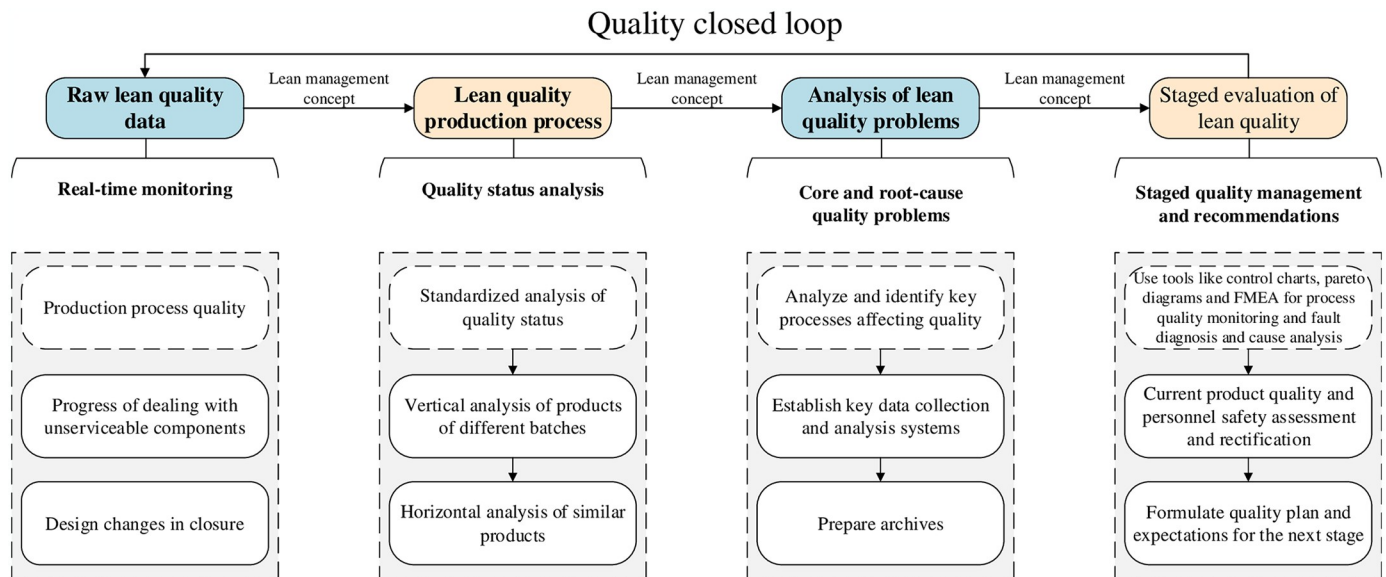 Quality closed loop
Raw lean quality
data
Lean management
concept
Lean quality
production process
Lean management
concept
Analysis of lean
quality problems
Lean management
concept
Staged evaluation of
lean quality
Real-time monitoring
Quality status analysis
Core and root-cause
quality problems
Staged quality management
and recommendations
Production process quality
Progress of dealing with
unserviceable components
Design changes in closure
Standardized analysis of
quality status
Vertical analysis of products
of different batches
Horizontal analysis of similar
products
Analyze and identify key
processes affecting quality
Establish key data collection
and analysis systems
Prepare archives
Use tools like control charts, pareto
diagrams and FMEA for process
quality monitoring and fault
diagnosis and cause analysis
Current product quality and
personnel safety assessment
and rectification
Formulate quality plan and
expectations for the next stage